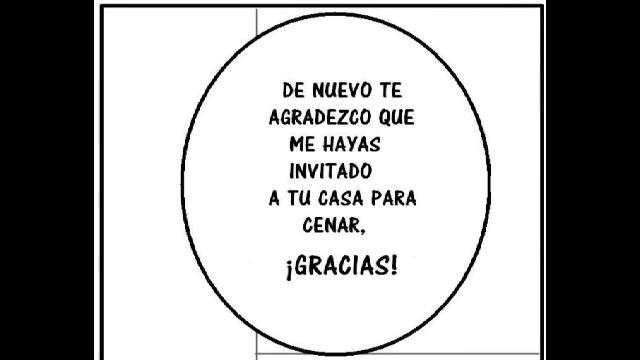 DE NUEVO TE
AGRADEZCO QUE
ME HAYAS
INVITADO
A TU CASA PARA
CENAR,
¡GRACIAS!